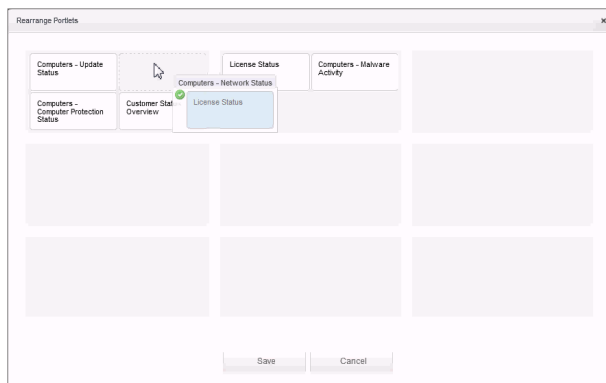 Rearrange Portlets
Computers - Update
Status
License Status
Computers - Malware
Activity
Computers - Network Status
Computers -
Computer Protection
Status
Customer Stat
Overview
License Status
Save
Cancel